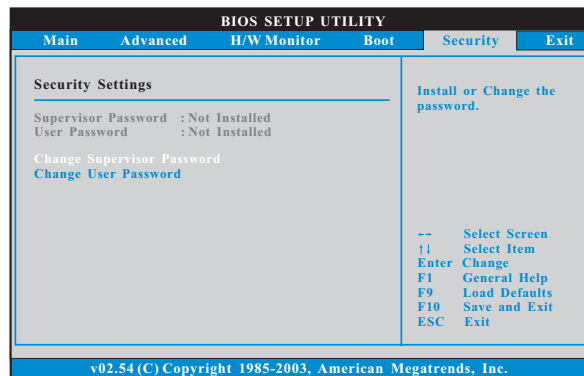 BIOS SETUP UTILITY
Main Advanced H/W Monitor Boot Security Exit
Security Settings
Supervisor Password : Not Installed
User Password : Not Installed
Change Supervisor Password
Change User Password
Install or Change the
password.
←→ Select Screen
↑↓ Select Item
Enter Change
F1 General Help
F9 Load Defaults
F10 Save and Exit
ESC Exit
v02.54 (C) Copyright 1985-2003, American Megatrends, Inc.